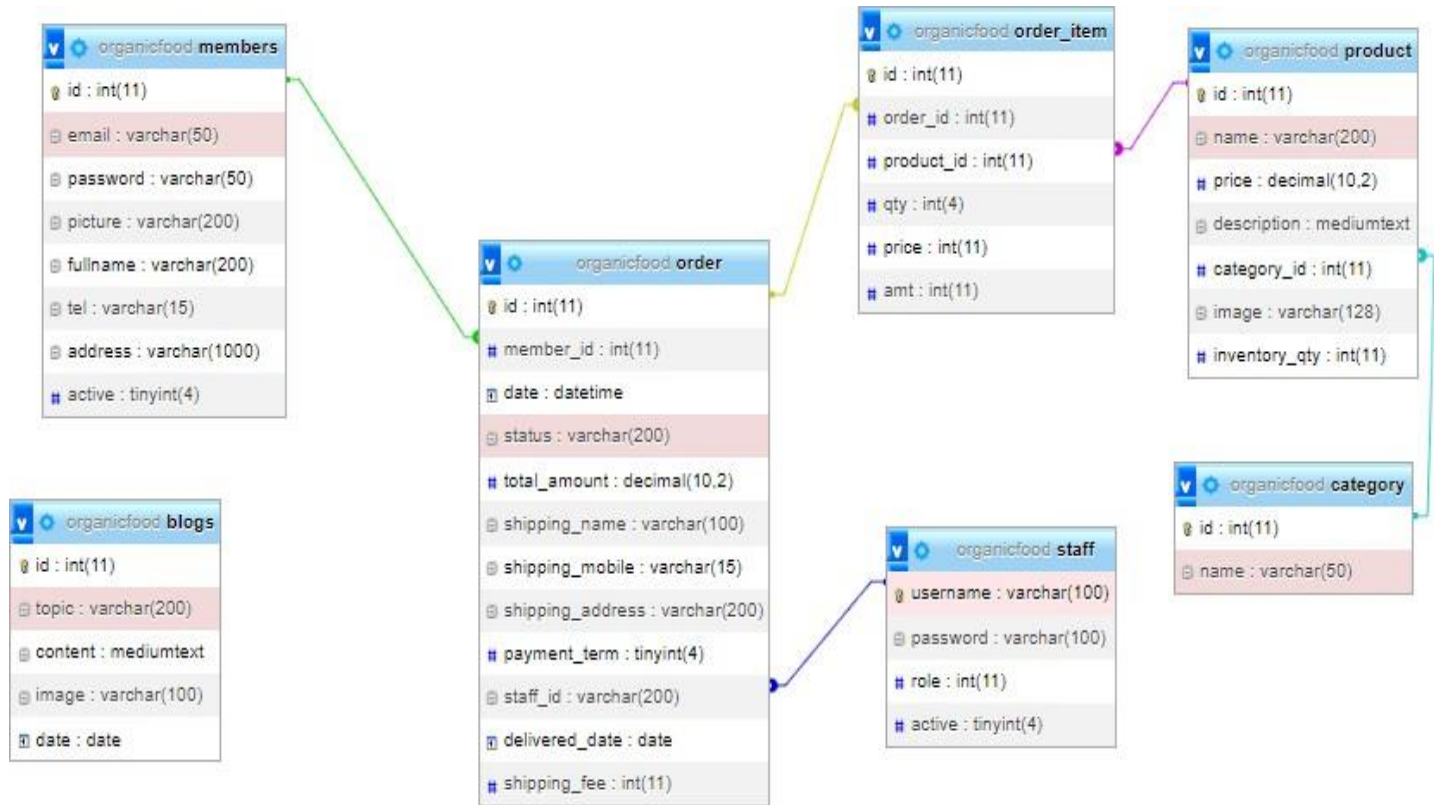 v organicfood members
id : int(11)
email : varchar(50)
password : varchar(50)
picture : varchar(200)
fullname : varchar(200)
tel : varchar(15)
address : varchar(1000)
# active : tinyint(4)
v organicfood blogs
id : int(11)
topic : varchar(200)
content : mediumtext
image : varchar(100)
date : date
v organicfood order
id : int(11)
# member_id : int(11)
date : datetime
status : varchar(200)
# total_amount : decimal(10,2)
shipping_name : varchar(100)
shipping_mobile : varchar(15)
shipping_address : varchar(200)
# payment_term : tinyint(4)
staff_id : varchar(200)
delivered_date : date
# shipping_fee : int(11)
v organicfood order_item
id : int(11)
# order_id : int(11)
# product_id : int(11)
# qty : int(4)
# price : int(11)
# amt : int(11)
v organicfood staff
username : varchar(100)
password : varchar(100)
# role : int(11)
# active : tinyint(4)
v organicfood product
id : int(11)
name : varchar(200)
# price : decimal(10,2)
description : mediumtext
# category_id : int(11)
image : varchar(128)
# inventory_qty : int(11)
v organicfood category
id : int(11)
name : varchar(50)